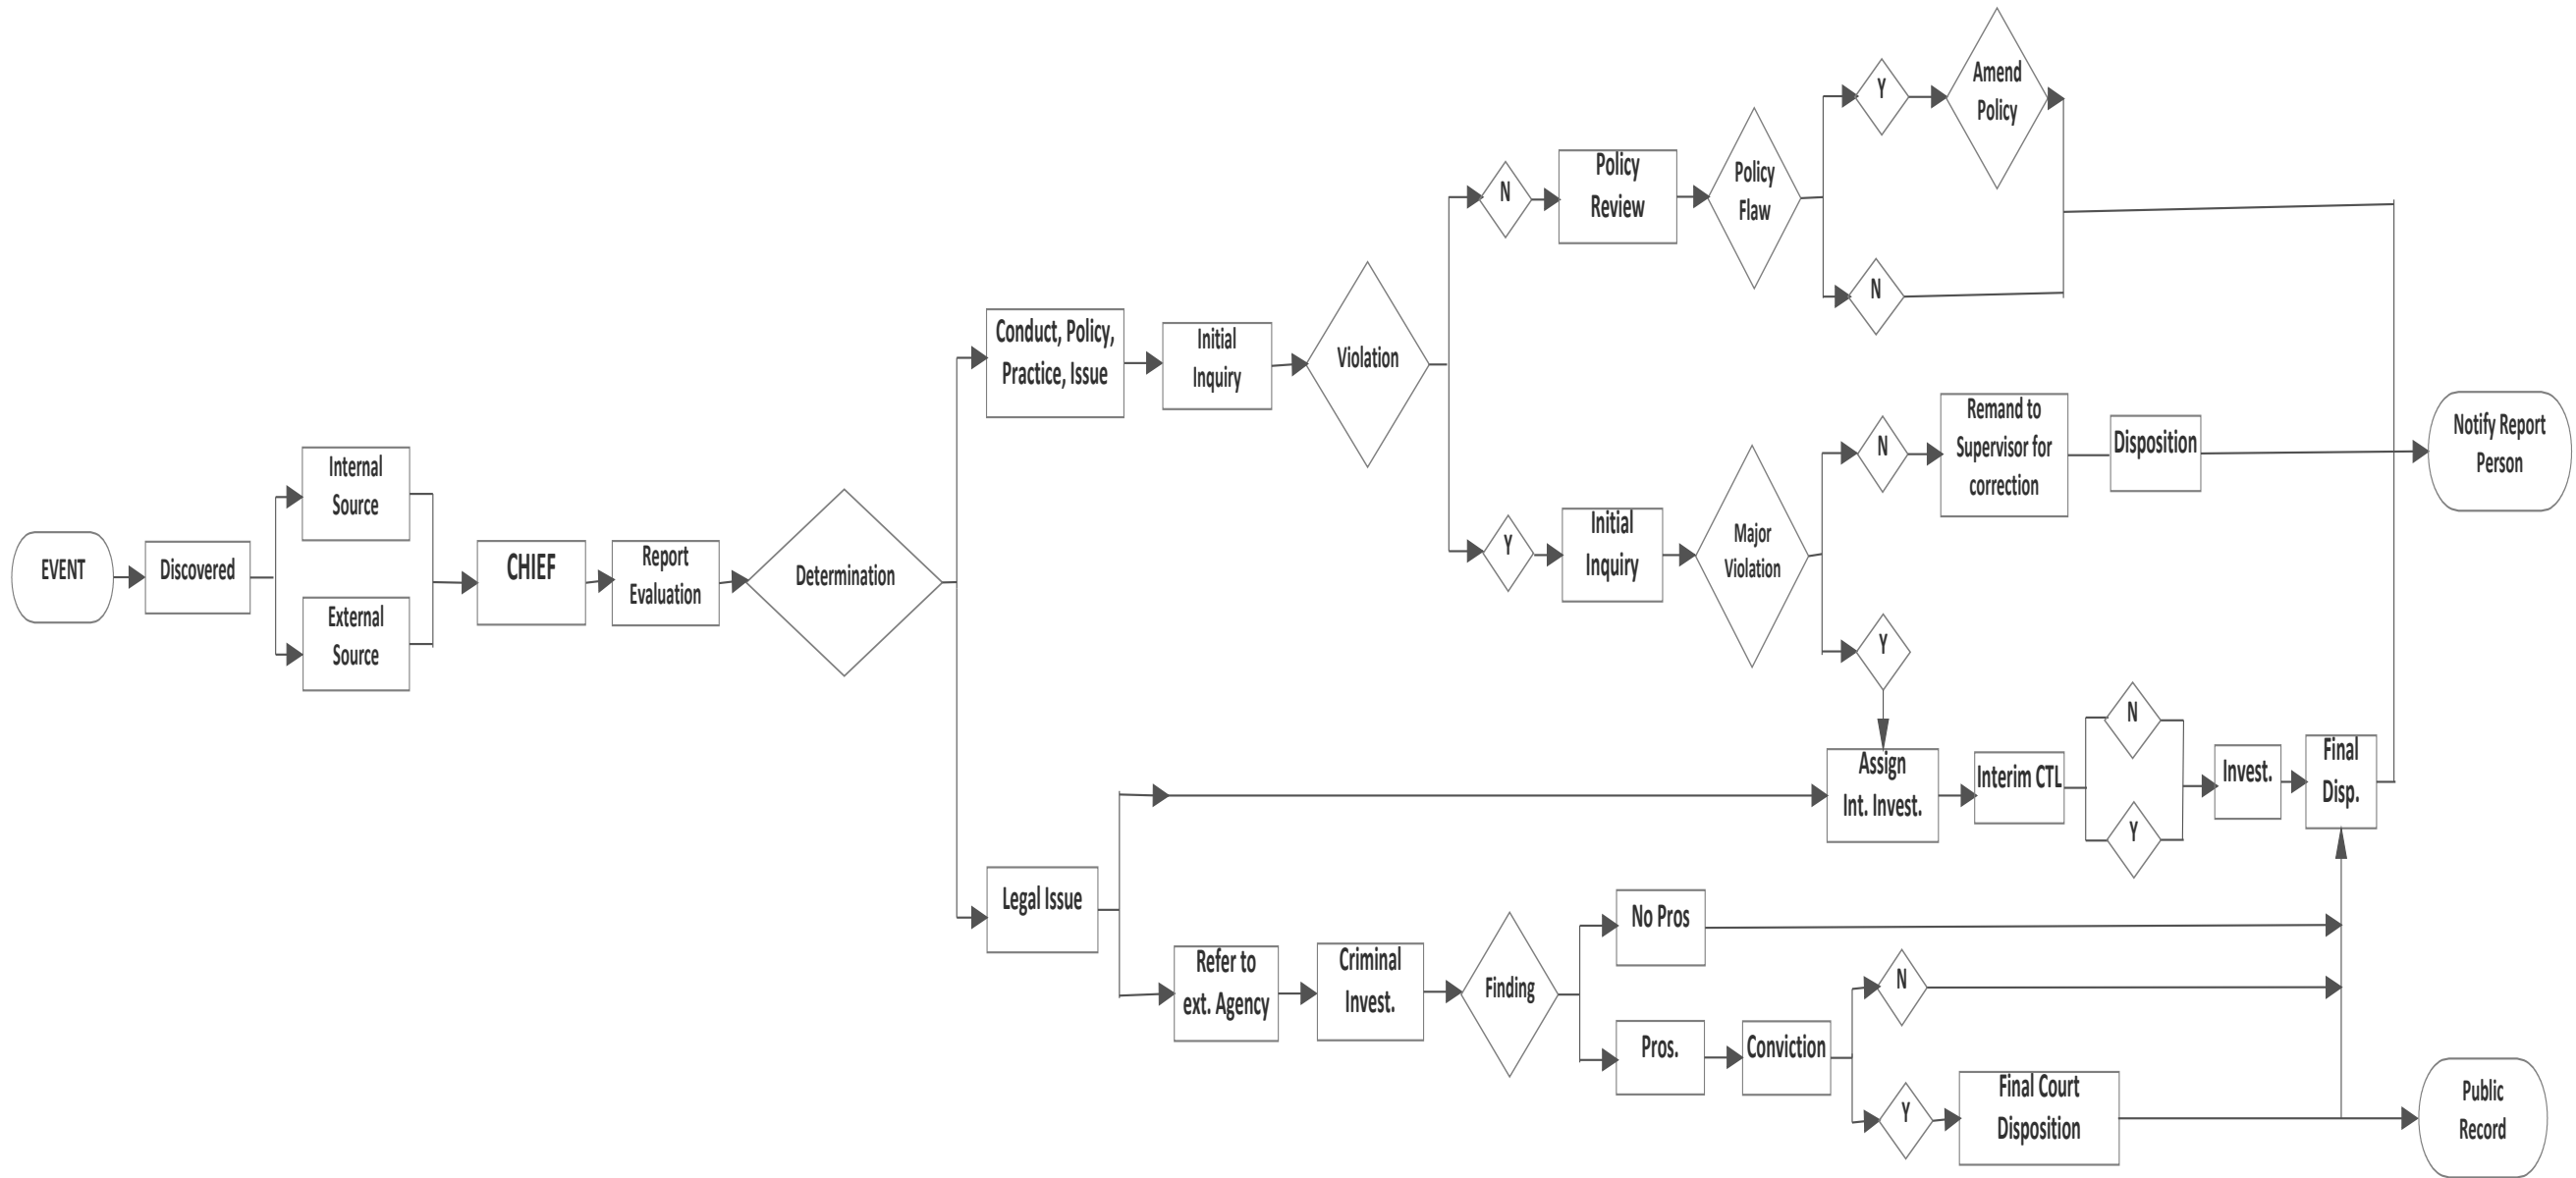 EVENT
Discovered
Internal
Source
External
Source
CHIEF
Report
Evaluation
Determination
Conduct, Policy,
Practice, Issue
Initial
Inquiry
Violation
N
Policy
Review
Policy
Flaw
Y
Amend
Policy
N
Y
Initial
Inquiry
Major
Violation
N
Remand to
Supervisor for
correction
Disposition
Notify Report
Person
Y
Legal Issue
Assign
Int. Invest.
Interim CTL
N
Y
Invest.
Final
Disp.
Refer to
ext. Agency
Criminal
Invest.
Finding
No Pros
Pros.
Conviction
N
Y
Final Court
Disposition
Public
Record